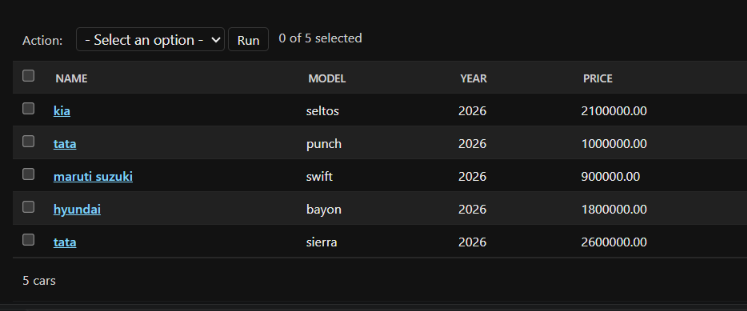 Action: - Select an option - Run 0 of 5 selected
NAME MODEL YEAR PRICE
kia seltos 2026 2100000.00
tata punch 2026 1000000.00
maruti suzuki swift 2026 900000.00
hyundai bayon 2026 1800000.00
tata sierra 2026 2600000.00
5 cars